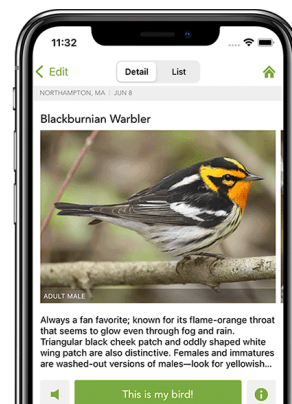 11:32
Edit
Detail
List
NORTHAMPTON, MA | JUN 8
Blackburnian Warbler
ADULT MALE
Always a fan favorite; known for its flame-orange throat
that seems to glow even through fog and rain.
Triangular black cheek patch and oddly shaped white
wing patch are also distinctive. Females and immatures
are washed-out versions of males—look for yellowish...
This is my bird!